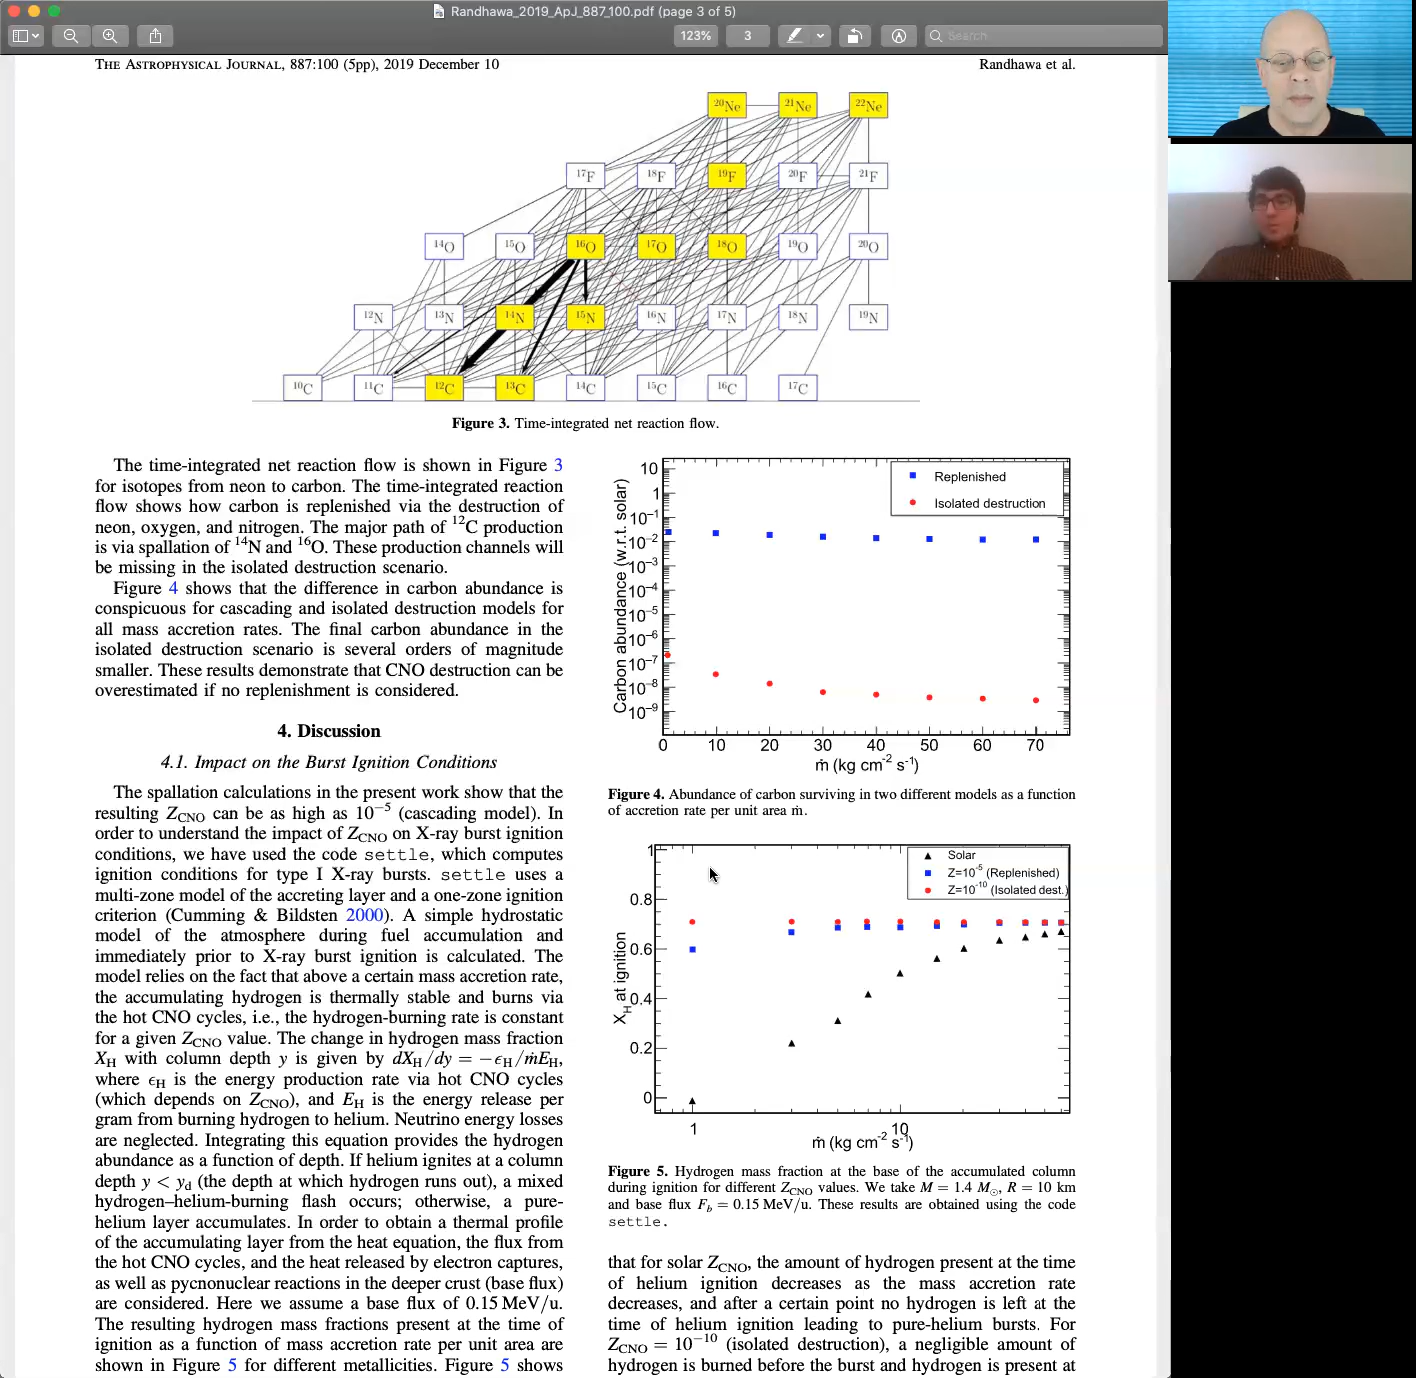 Randhawa_2019_ApJ_887_100.pdf (page 3 of 5)
123%
3
Search
THE ASTROPHYSICAL JOURNAL, 887:100 (5pp), 2019 December 10
Randhawa et al.
20Ne 21Ne 22Ne
17F 18F 19F 20F 21F
14O 15O 16O 17O 18O 19O 20O
12N 13N 14N 15N 16N 17N 18N 19N
10C 11C 12C 13C 14C 15C 16C 17C
Figure 3. Time-integrated net reaction flow.
The time-integrated net reaction flow is shown in Figure 3
for isotopes from neon to carbon. The time-integrated reaction
flow shows how carbon is replenished via the destruction of
neon, oxygen, and nitrogen. The major path of 12C production
is via spallation of 14N and 16O. These production channels will
be missing in the isolated destruction scenario.
Figure 4 shows that the difference in carbon abundance is
conspicuous for cascading and isolated destruction models for
all mass accretion rates. The final carbon abundance in the
isolated destruction scenario is several orders of magnitude
smaller. These results demonstrate that CNO destruction can be
overestimated if no replenishment is considered.
4. Discussion
4.1. Impact on the Burst Ignition Conditions
The spallation calculations in the present work show that the
resulting ZCNO can be as high as 10−5 (cascading model). In
order to understand the impact of ZCNO on X-ray burst ignition
conditions, we have used the code settle, which computes
ignition conditions for type I X-ray bursts. settle uses a
multi-zone model of the accreting layer and a one-zone ignition
criterion (Cumming & Bildsten 2000). A simple hydrostatic
model of the atmosphere during fuel accumulation and
immediately prior to X-ray burst ignition is calculated. The
model relies on the fact that above a certain mass accretion rate,
the accumulating hydrogen is thermally stable and burns via
the hot CNO cycles, i.e., the hydrogen-burning rate is constant
for a given ZCNO value. The change in hydrogen mass fraction
XH with column depth y is given by dXH/dy = −ϵH/ṁEH,
where ϵH is the energy production rate via hot CNO cycles
(which depends on ZCNO), and EH is the energy release per
gram from burning hydrogen to helium. Neutrino energy losses
are neglected. Integrating this equation provides the hydrogen
abundance as a function of depth. If helium ignites at a column
depth y < yd (the depth at which hydrogen runs out), a mixed
hydrogen–helium-burning flash occurs; otherwise, a pure-
helium layer accumulates. In order to obtain a thermal profile
of the accumulating layer from the heat equation, the flux from
the hot CNO cycles, and the heat released by electron captures,
as well as pycnonuclear reactions in the deeper crust (base flux)
are considered. Here we assume a base flux of 0.15 MeV/u.
The resulting hydrogen mass fractions present at the time of
ignition as a function of mass accretion rate per unit area are
shown in Figure 5 for different metallicities. Figure 5 shows
Carbon abundance (w.r.t. solar)
10
1
10−1
10−2
10−3
10−4
10−5
10−6
10−7
10−8
10−9
Replenished
Isolated destruction
0 10 20 30 40 50 60 70
ṁ (kg cm-2 s-1)
Figure 4. Abundance of carbon surviving in two different models as a function
of accretion rate per unit area ṁ.
XH at ignition
1
0.8
0.6
0.4
0.2
0
Solar
Z=10-5 (Replenished)
Z=10-10 (Isolated dest.)
1 10
ṁ (kg cm-2 s-1)
Figure 5. Hydrogen mass fraction at the base of the accumulated column
during ignition for different ZCNO values. We take M = 1.4 M⊙, R = 10 km
and base flux Fb = 0.15 MeV/u. These results are obtained using the code
settle.
that for solar ZCNO, the amount of hydrogen present at the time
of helium ignition decreases as the mass accretion rate
decreases, and after a certain point no hydrogen is left at the
time of helium ignition leading to pure-helium bursts. For
ZCNO = 10−10 (isolated destruction), a negligible amount of
hydrogen is burned before the burst and hydrogen is present at